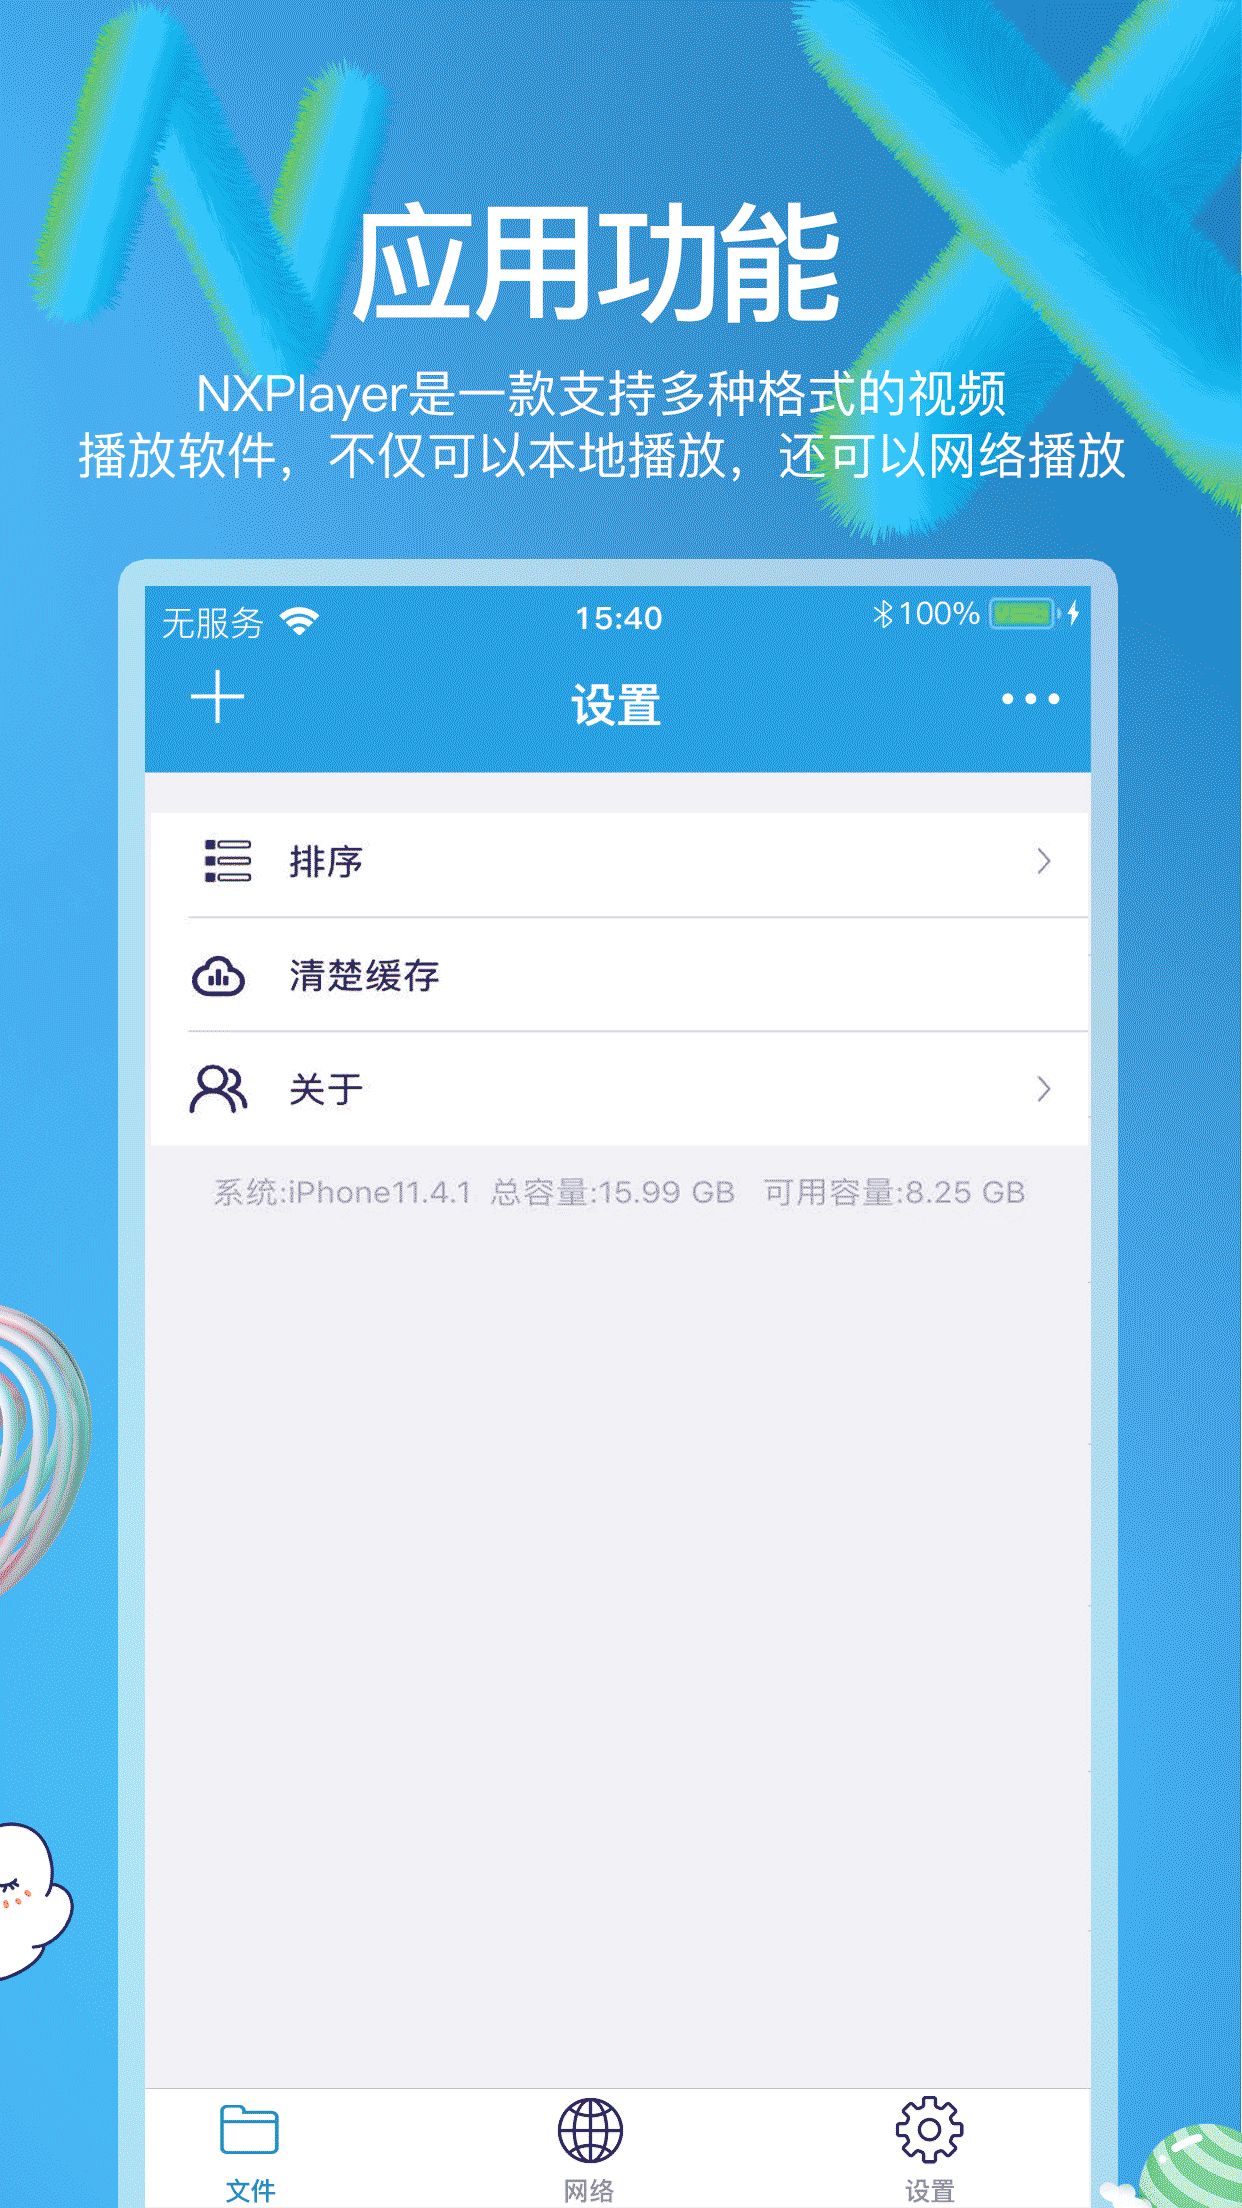 应用功能
NXPlayer是一款支持多种格式的视频
播放软件，不仅可以本地播放，还可以网络播放
无服务 15:40 100%
设置
排序
清楚缓存
关于
系统:iPhone11.4.1 总容量:15.99 GB 可用容量:8.25 GB
文件 网络 设置